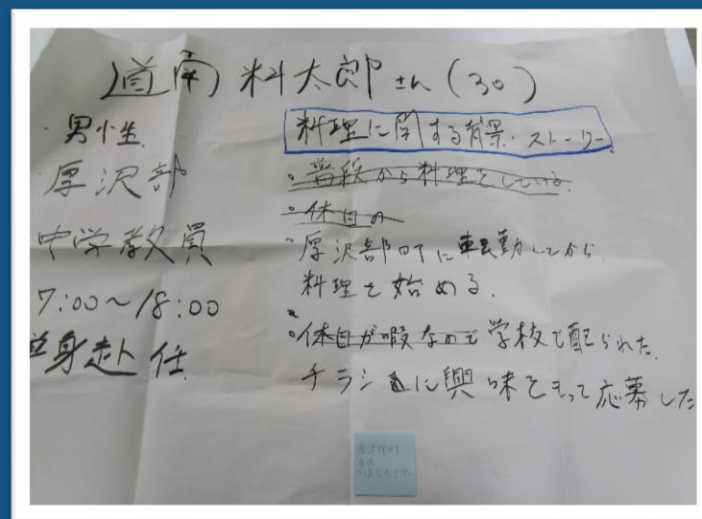 道南 料太郎さん(30)
・男性
厚沢部
中学教員
7:00〜18:00
単身赴任
料理に関する背景・ストーリー
。普段から料理をしている。
。休日の
・厚沢部町に転勤してから
料理を始める.
。休日が暇なので学校で配られた.
チラシに興味をもって応募した